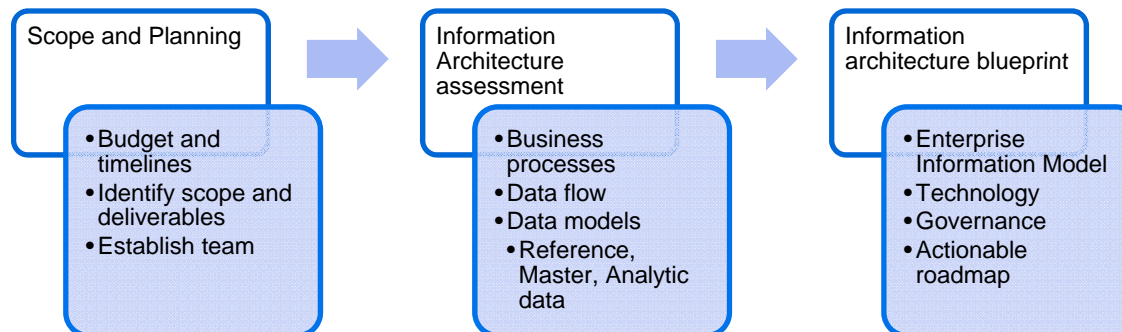 Scope and Planning
• Budget and
timelines
• Identify scope and
deliverables
• Establish team
Information
Architecture
assessment
• Business
processes
• Data flow
• Data models
• Reference,
Master, Analytic
data
Information
architecture blueprint
• Enterprise
Information Model
• Technology
• Governance
• Actionable
roadmap